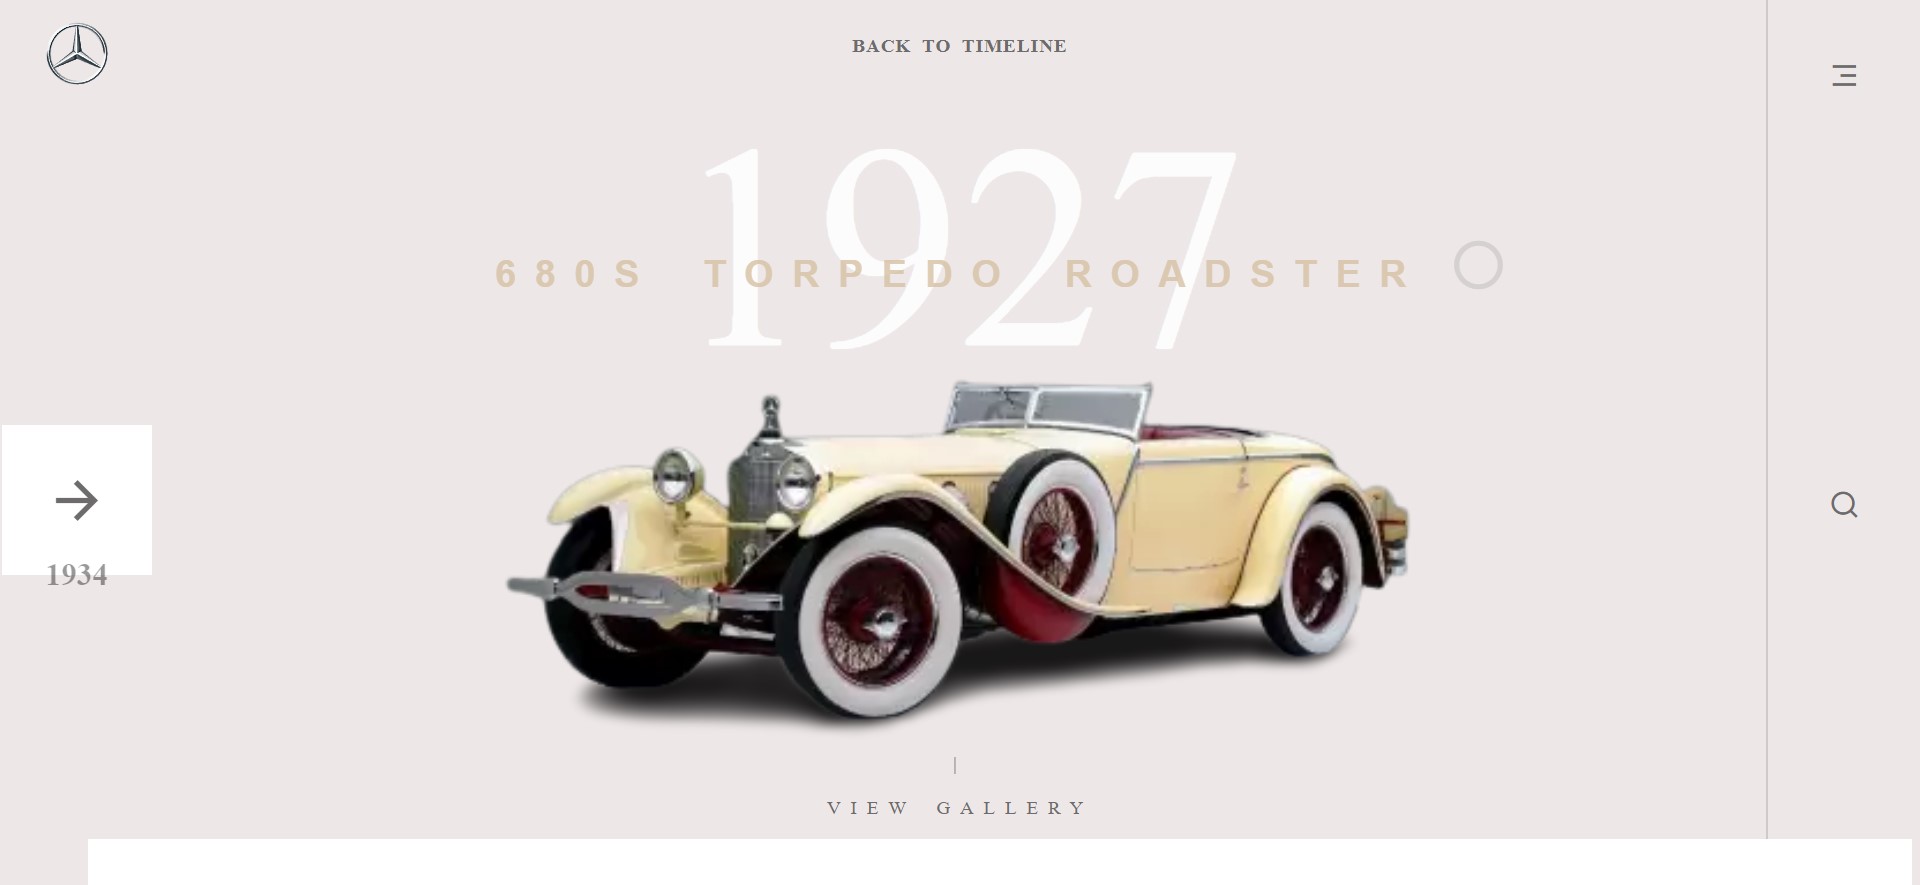 BACK TO TIMELINE
1927
680S TORPEDO ROADSTER
1934
VIEW GALLERY